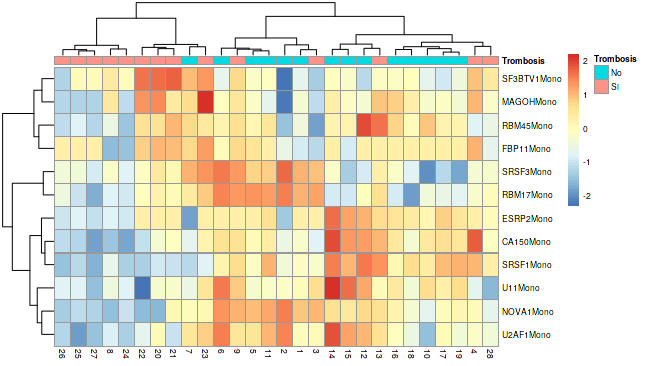 Trombosis
SF3BTV1Mono
MAGOHMono
RBM45Mono
FBP11Mono
SRSF3Mono
RBM17Mono
ESRP2Mono
CA150Mono
SRSF1Mono
U11Mono
NOVA1Mono
U2AF1Mono
2
1
0
-1
-2
Trombosis
No
SI
26 25 27 8 24 22 20 21 7 23 6 9 5 11 2 1 3 14 15 12 13 16 18 10 17 19 4 28